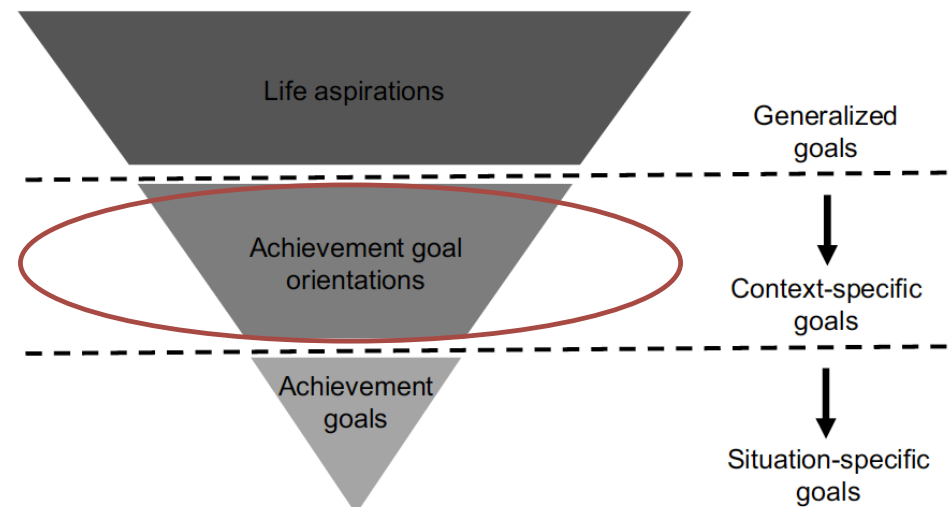 Life aspirations
Generalized
goals
Achievement goal
orientations
Context-specific
goals
Achievement
goals
Situation-specific
goals